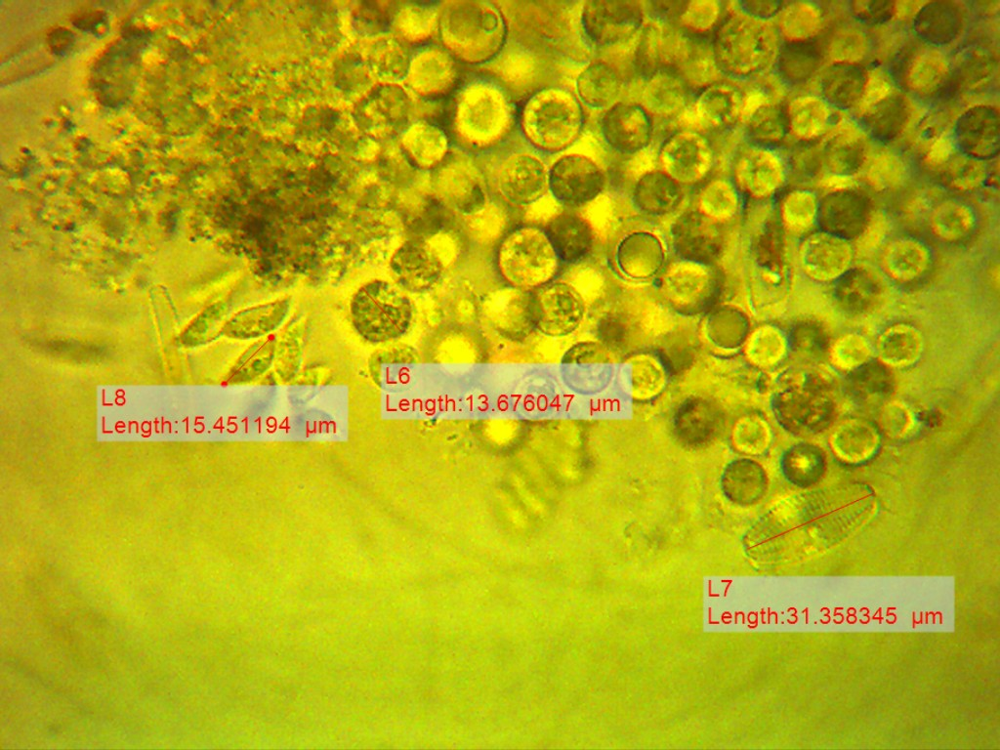 L6
Length:13.676047 µm
L8
Length:15.451194 µm
L7
Length:31.358345 µm